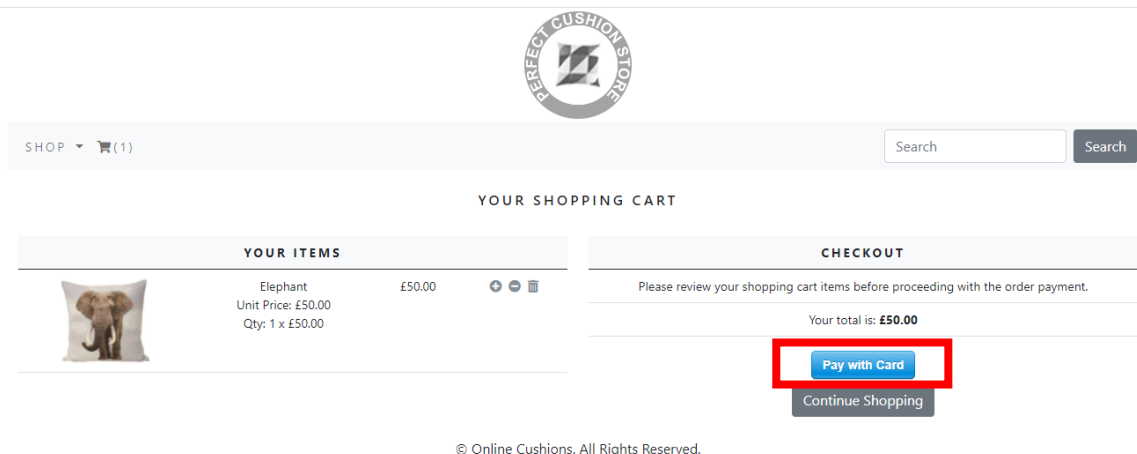 PERFECT CUSHION STORE
SHOP
(1)
Search
Search
YOUR SHOPPING CART
YOUR ITEMS
Elephant
£50.00
Unit Price: £50.00
Qty: 1 x £50.00
CHECKOUT
Please review your shopping cart items before proceeding with the order payment.
Your total is: £50.00
Pay with Card
Continue Shopping
© Online Cushions. All Rights Reserved.